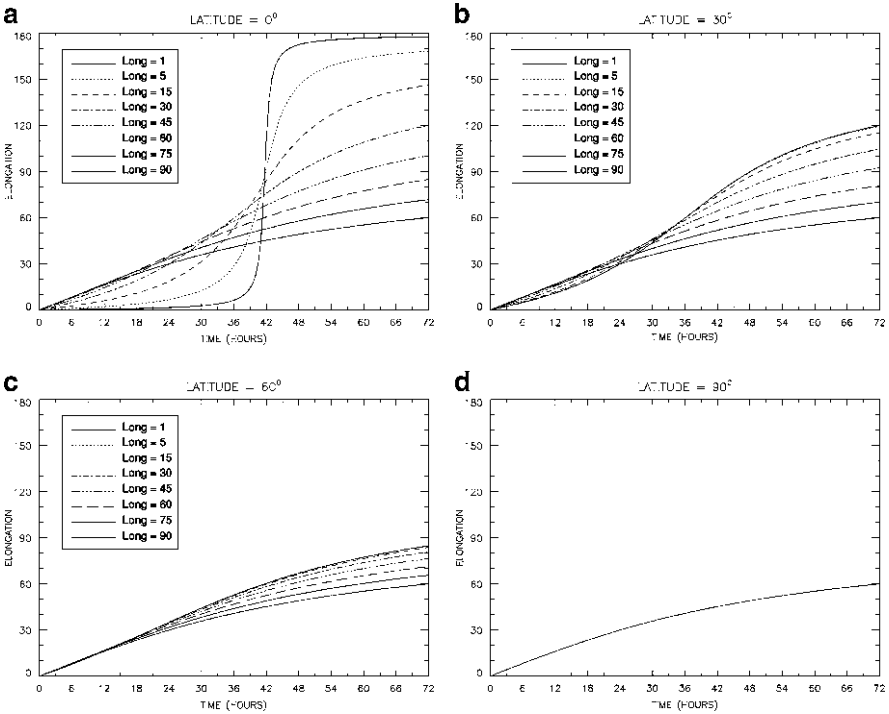 a
LATITUDE = 0⁰
180
150
120
90
60
30
0
ELONGATION
Long = 1
Long = 5
Long = 15
Long = 30
Long = 45
Long = 60
Long = 75
Long = 90
0 6 12 18 24 30 36 42 48 54 60 66 72
TIME (HOURS)
b
LATITUDE = 30⁰
180
150
120
90
60
30
0
ELONGATION
Long = 1
Long = 5
Long = 15
Long = 30
Long = 45
Long = 60
Long = 75
Long = 90
0 6 12 18 24 30 36 42 48 54 60 66 72
TIME (HOURS)
c
LATITUDE = 60⁰
180
150
120
90
60
30
0
ELONGATION
Long = 1
Long = 5
Long = 15
Long = 30
Long = 45
Long = 60
Long = 75
Long = 90
0 6 12 18 24 30 36 42 48 54 60 66 72
TIME (HOURS)
d
LATITUDE = 90⁰
180
150
120
90
60
30
0
ELONGATION
0 6 12 18 24 30 36 42 48 54 60 66 72
TIME (HOURS)